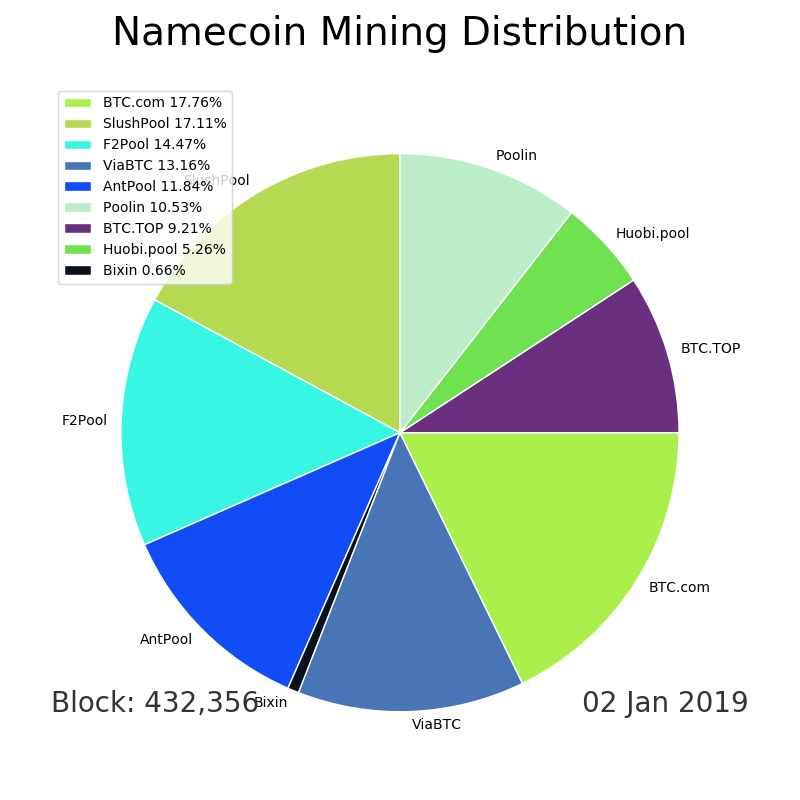 Namecoin Mining Distribution
BTC.com 17.76%
SlushPool 17.11%
F2Pool 14.47%
ViaBTC 13.16%
AntPool 11.84%
Poolin 10.53%
BTC.TOP 9.21%
Huobi.pool 5.26%
Bixin 0.66%
Poolin
SlushPool
Huobi.pool
BTC.TOP
F2Pool
BTC.com
AntPool
Bixin
ViaBTC
Block: 432,356
02 Jan 2019